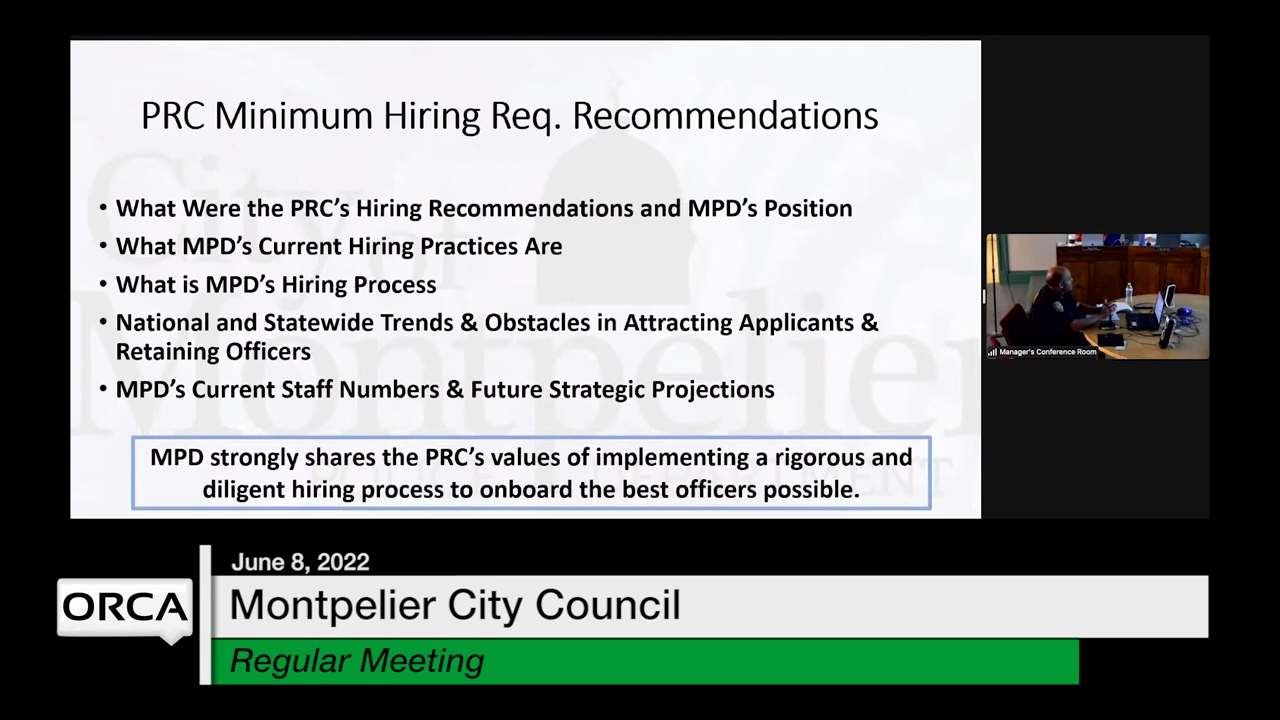 PRC Minimum Hiring Req. Recommendations
• What Were the PRC’s Hiring Recommendations and MPD’s Position
• What MPD’s Current Hiring Practices Are
• What is MPD’s Hiring Process
• National and Statewide Trends & Obstacles in Attracting Applicants &
Retaining Officers
• MPD’s Current Staff Numbers & Future Strategic Projections
MPD strongly shares the PRC’s values of implementing a rigorous and
diligent hiring process to onboard the best officers possible.
City of
Montpelier
Manager's Conference Room
June 8, 2022
ORCA
Montpelier City Council
Regular Meeting